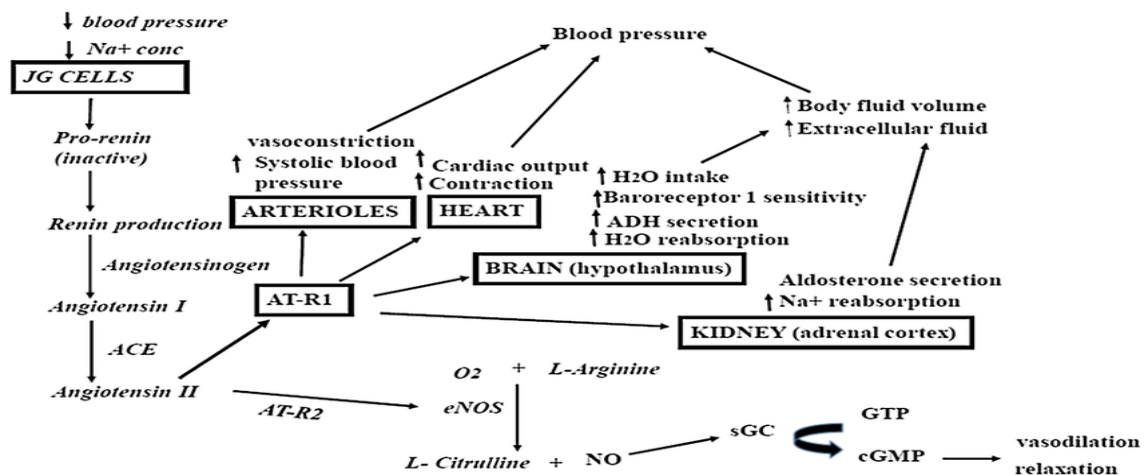 ↓ blood pressure
↓ Na+ conc
JG CELLS
Pro-renin
(inactive)
Renin production
Angiotensinogen
Angiotensin I
ACE
Angiotensin II
AT-R2
AT-R1
vasoconstriction
↑ Systolic blood
pressure
ARTERIOLES
↑ Cardiac output
↑ Contraction
HEART
Blood pressure
↑ H2O intake
↑ Baroreceptor 1 sensitivity
↑ ADH secretion
↑ H2O reabsorption
BRAIN (hypothalamus)
↑ Body fluid volume
↑ Extracellular fluid
Aldosterone secretion
↑ Na+ reabsorption
KIDNEY (adrenal cortex)
O2 + L-Arginine
eNOS
L- Citrulline + NO
sGC
GTP
cGMP
vasodilation
relaxation